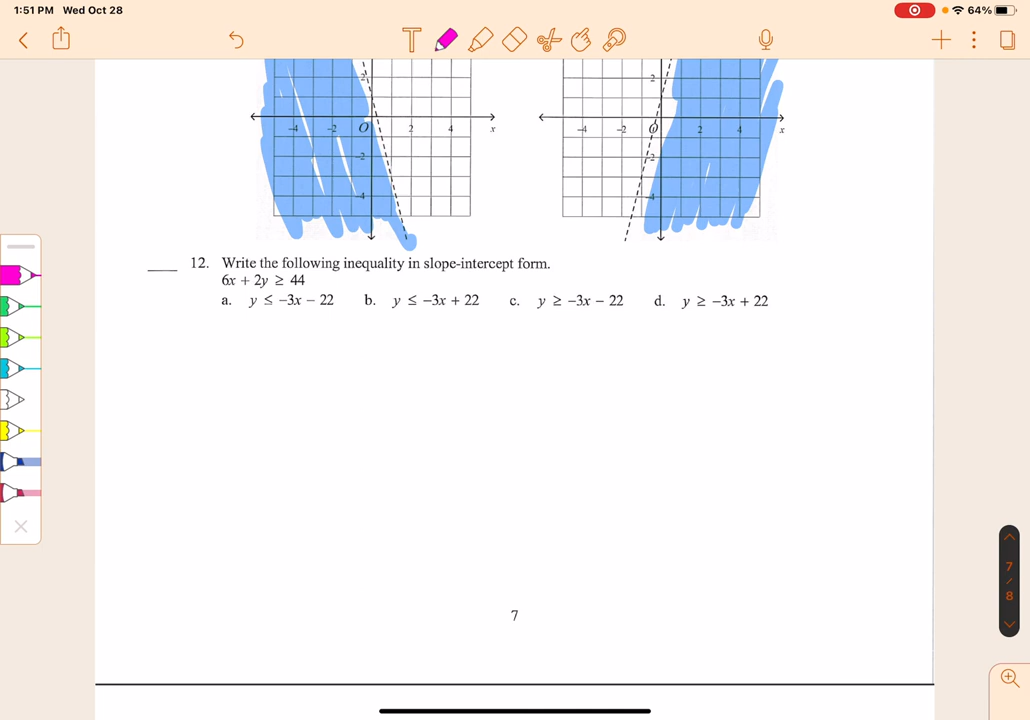 1:51 PM Wed Oct 28 64%
T
2 2
-4 -2 O 2 4 x -4 -2 O 2 4 x
-2 -2
-4 -4
12. Write the following inequality in slope-intercept form.
6x + 2y ≥ 44
a. y ≤ −3x − 22 b. y ≤ −3x + 22 c. y ≥ −3x − 22 d. y ≥ −3x + 22
7
/
8
7